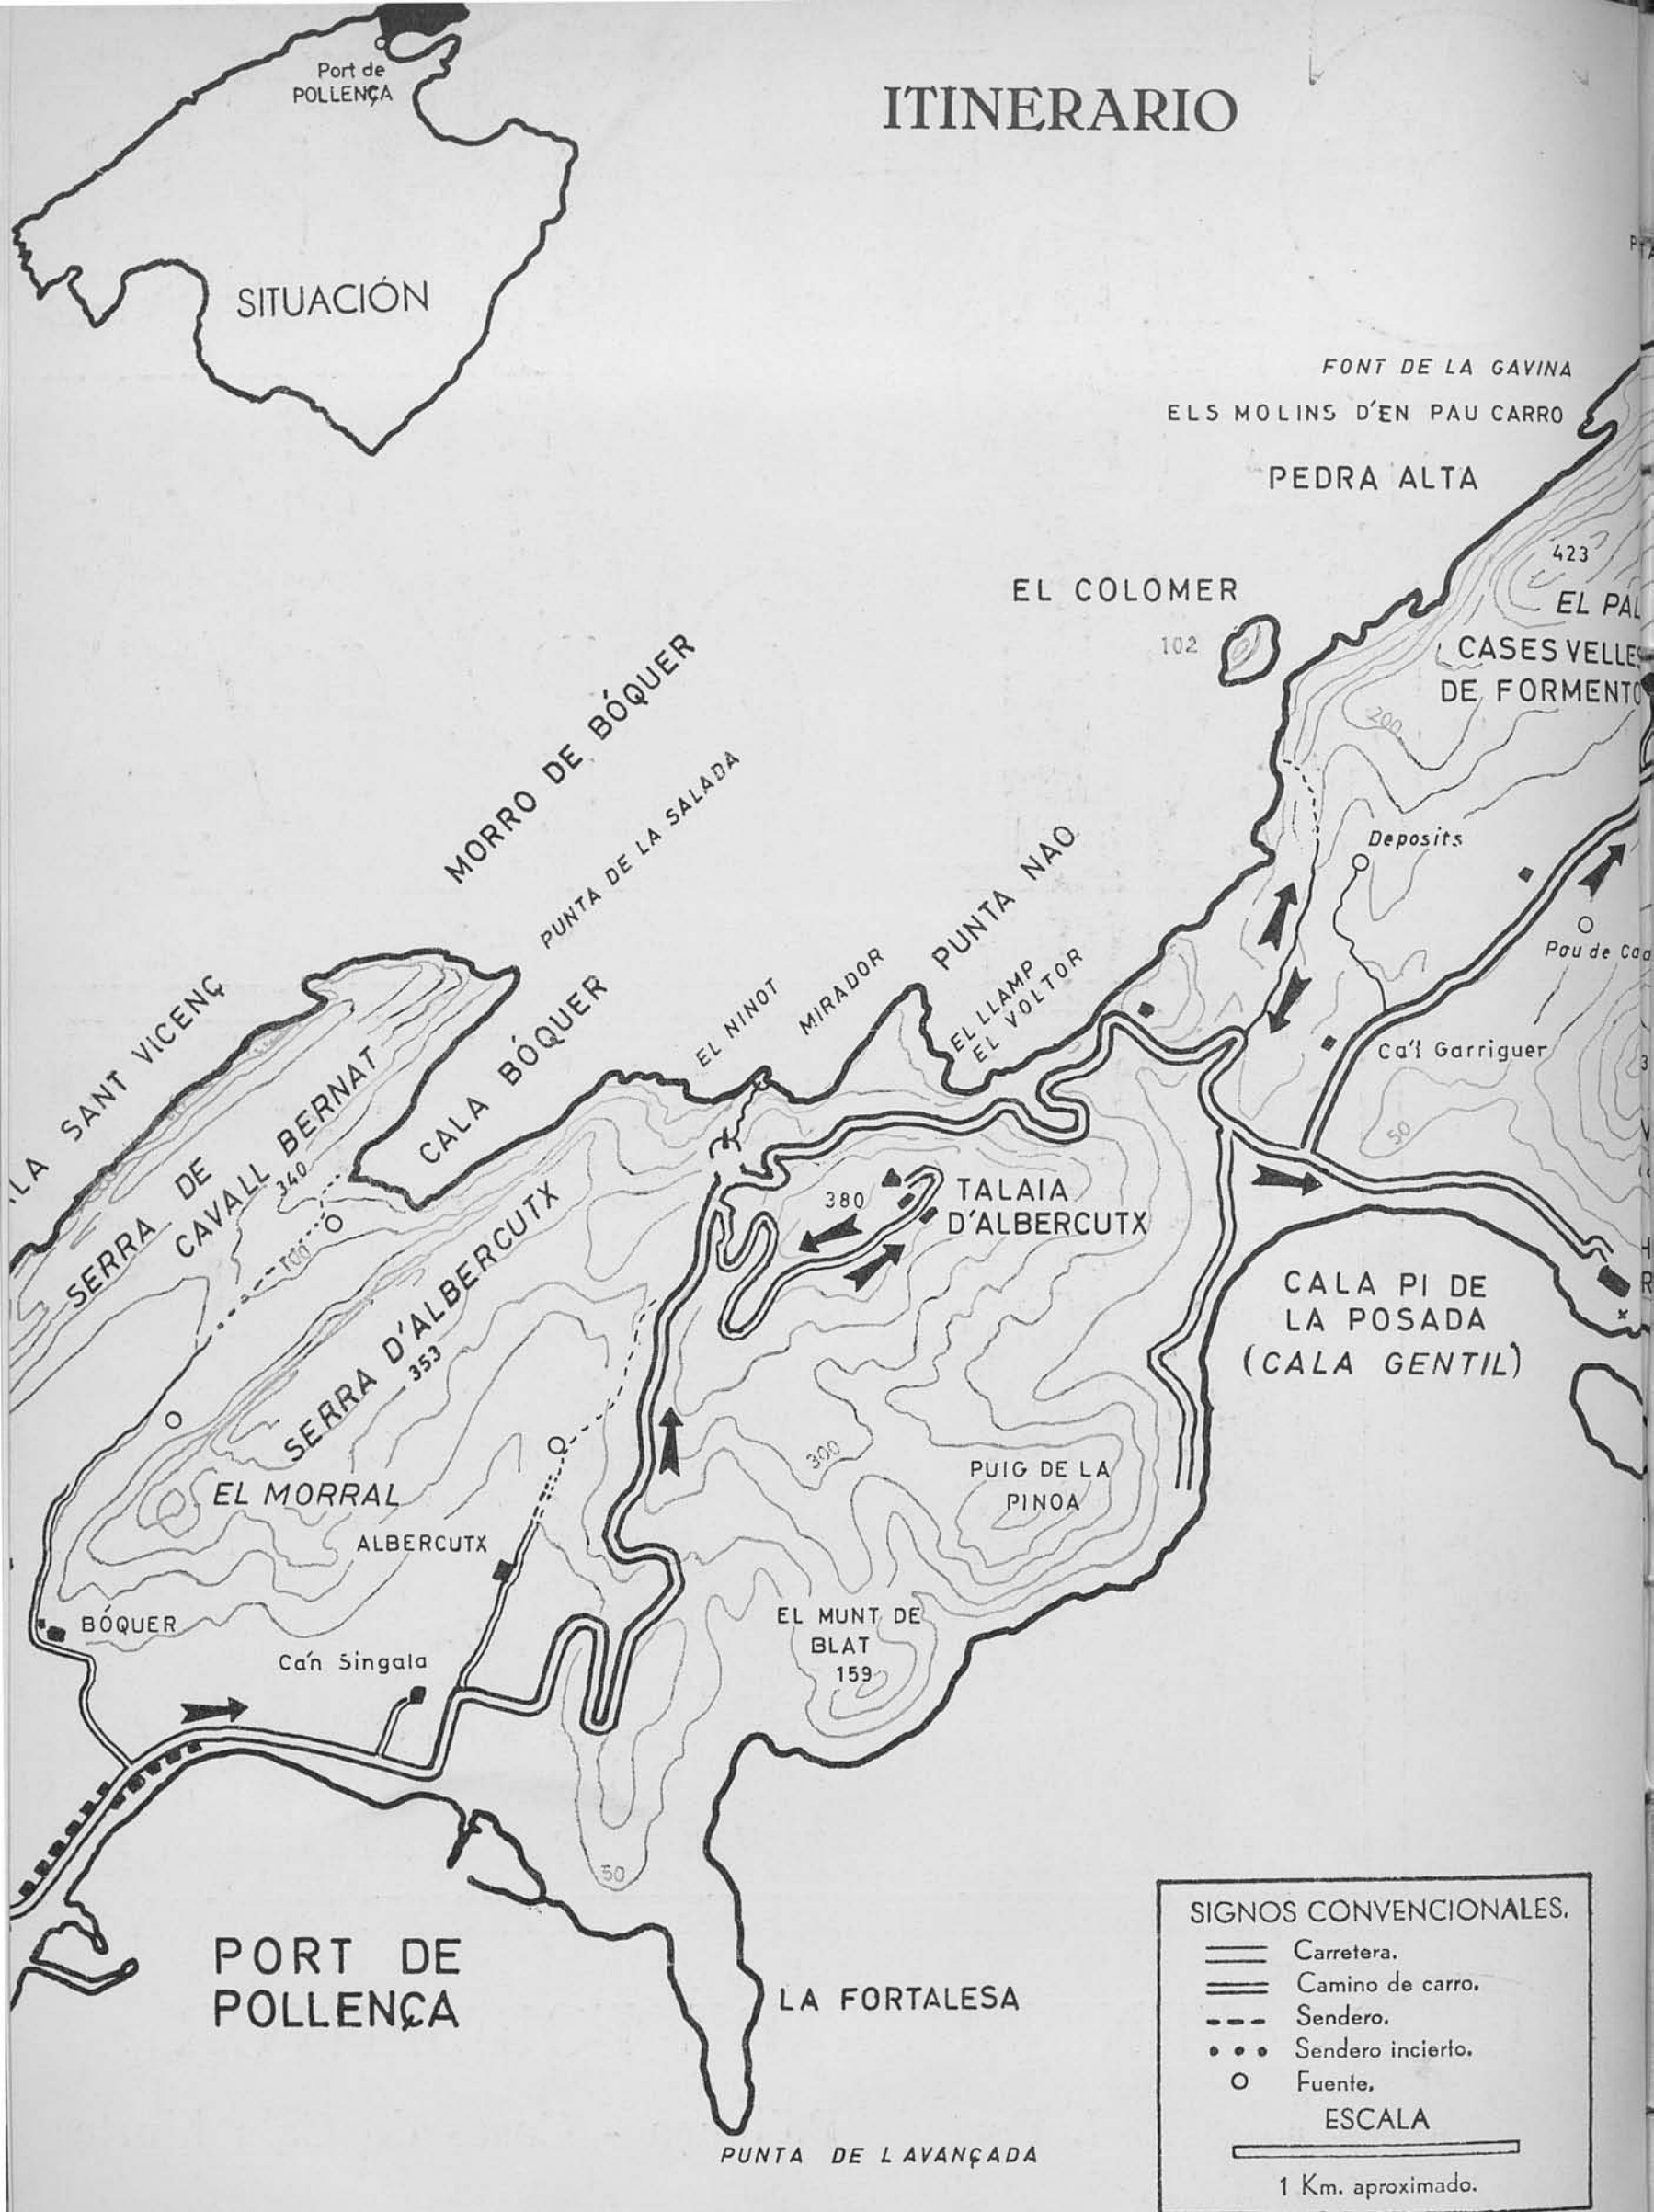 ITINERARIO
Port de
POLLENÇA
SITUACIÓN
FONT DE LA GAVINA
ELS MOLINS D'EN PAU CARRO
PEDRA ALTA
423
EL COLOMER
102
EL PAL
CASES VELLES
DE FORMENTO
200
MORRO DE BÓQUER
PUNTA DE LA SALADA
Deposits
PUNTA NAO
Pou de
MIRADOR
EL NINOT
EL LLAMP
EL VOLTOR
SANT VICENÇ
CALA BÓQUER
Ca'l Garriguer
50
SERRA DE
CAVALL BERNAT
340
100
380
TALAIA
D'ALBERCUTX
SERRA D'ALBERCUTX
353
CALA PI DE
LA POSADA
(CALA GENTIL)
300
PUIG DE LA
PINOA
EL MORRAL
ALBERCUTX
BÓQUER
EL MUNT DE
BLAT
159
Ca'n Singala
50
PORT DE
POLLENÇA
LA FORTALESA
PUNTA DE L AVANÇADA
SIGNOS CONVENCIONALES.
Carretera.
Camino de carro.
Sendero.
Sendero incierto.
Fuente.
ESCALA
1 Km. aproximado.